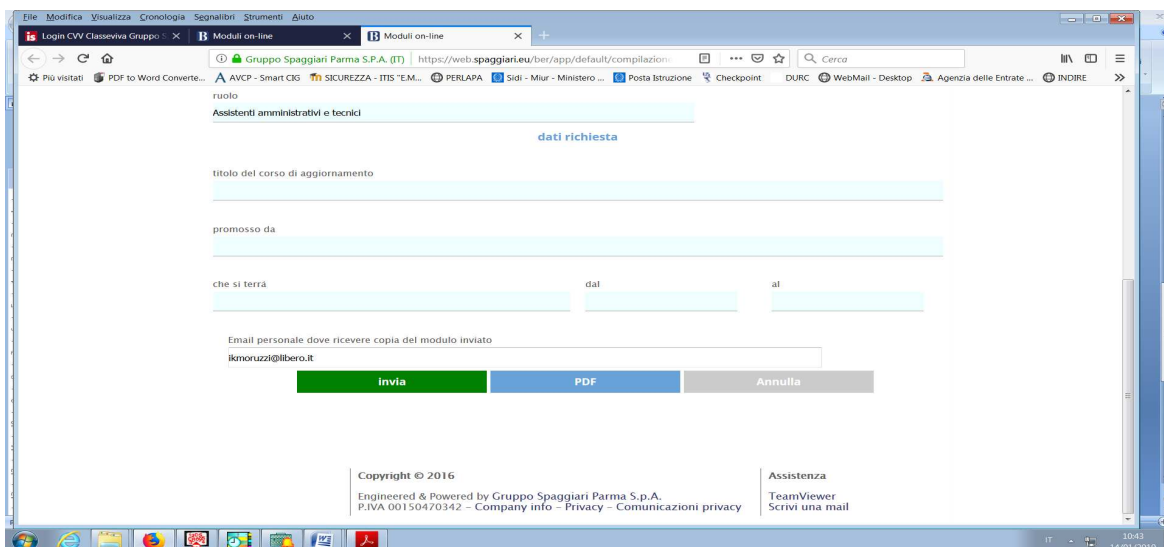 File Modifica Visualizza Cronologia Segnalibri Strumenti Aiuto
Login CVV Classeviva Gruppo S
Moduli on-line
Moduli on-line
Gruppo Spaggiari Parma S.P.A. (IT) https://web.spaggiari.eu/ber/app/default/compilazion
Cerca
Più visitati PDF to Word Converte... AVCP - Smart CIG SICUREZZA - ITIS "E.M... PERLAPA Sidi - Miur - Ministero ... Posta Istruzione Checkpoint DURC WebMail - Desktop Agenzia delle Entrate ... INDIRE
ruolo
Assistenti amministrativi e tecnici
dati richiesta
titolo del corso di aggiornamento
promosso da
che si terrà dal al
Email personale dove ricevere copia del modulo inviato
ikmoruzzi@libero.it
invia PDF Annulla
Copyright © 2016 Assistenza
Engineered & Powered by Gruppo Spaggiari Parma S.p.A. TeamViewer
P.IVA 00150470342 – Company info – Privacy – Comunicazioni privacy Scrivi una mail
IT 10:43
14/01/2019